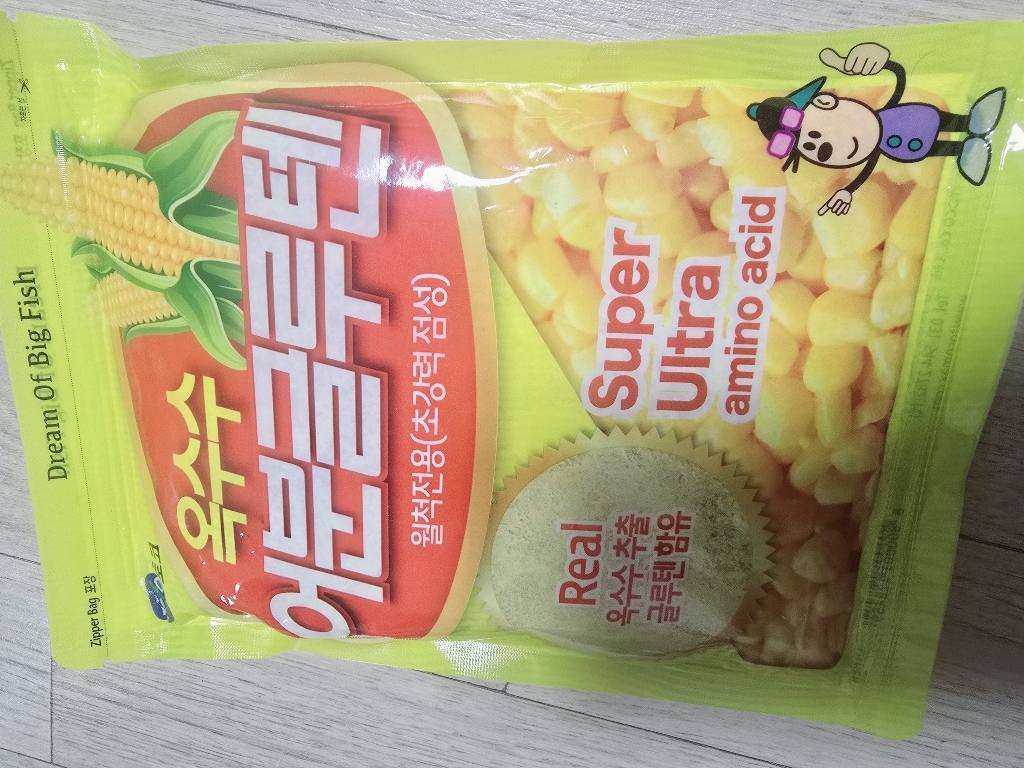 Dream Of Big Fish
Zipper Bag 포장
옥수수
어분글루텐
월척전용(초강력 점성)
Super
Ultra
amino acid
Real
옥수수 추출
글루텐 함유